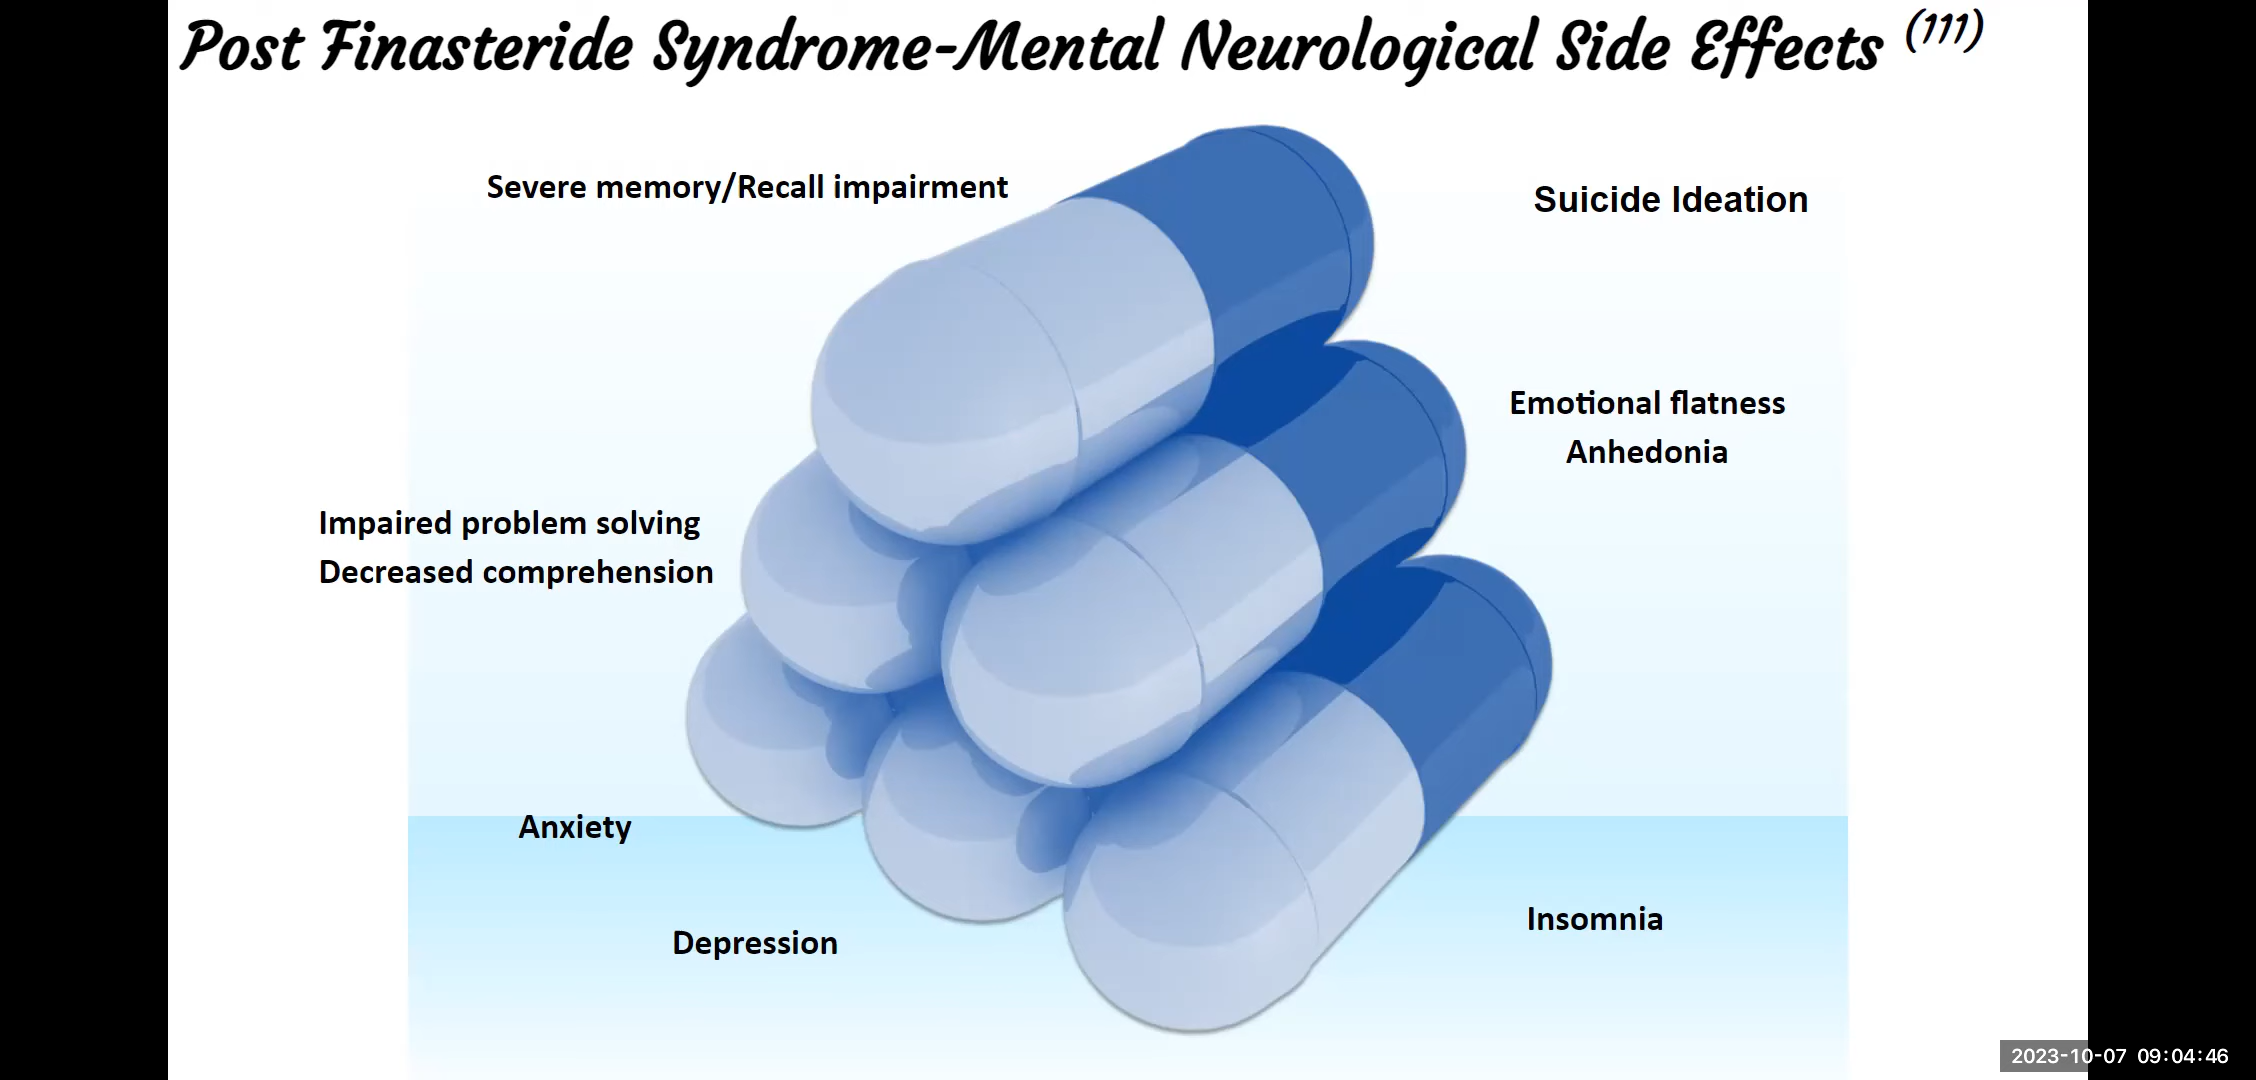 Post Finasteride Syndrome-Mental Neurological Side Effects (111)
Severe memory/Recall impairment
Suicide Ideation
Emotional flatness
Anhedonia
Impaired problem solving
Decreased comprehension
Anxiety
Depression
Insomnia
2023-10-07 09:04:46